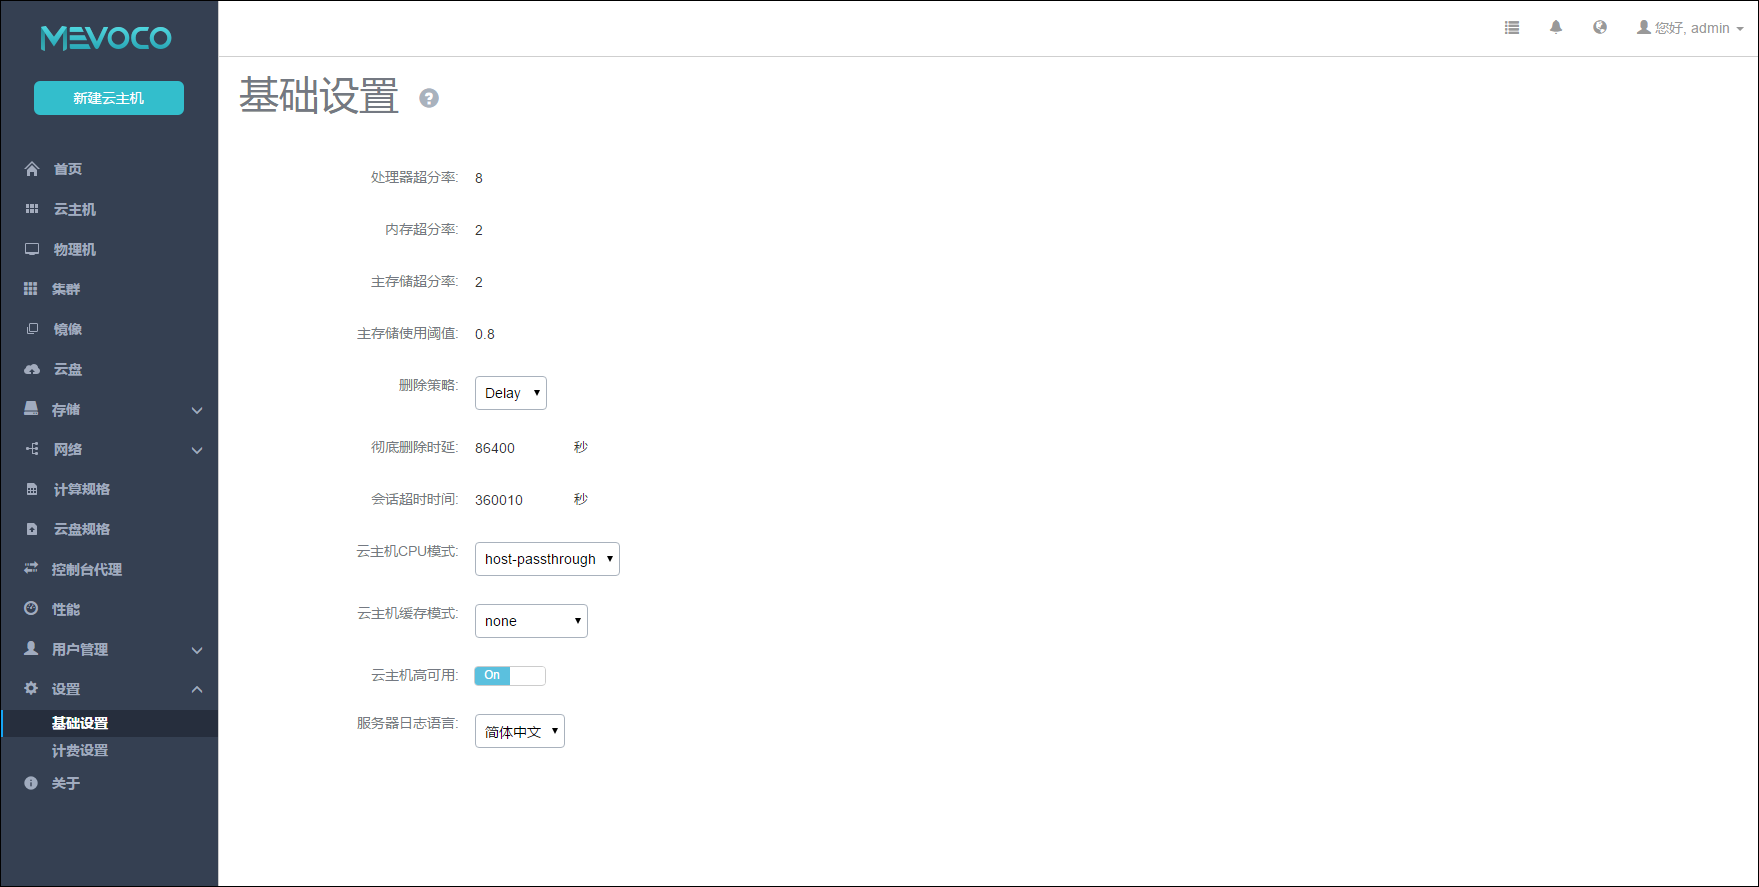 MEVOCO
新建云主机
首页
云主机
物理机
集群
镜像
云盘
存储
网络
计算规格
云盘规格
控制台代理
性能
用户管理
设置
基础设置
计费设置
关于
您好, admin
基础设置
处理器超分率: 8
内存超分率: 2
主存储超分率: 2
主存储使用阈值: 0.8
删除策略: Delay
彻底删除时延: 86400 秒
会话超时时间: 360010 秒
云主机CPU模式: host-passthrough
云主机缓存模式: none
云主机高可用: On
服务器日志语言: 简体中文